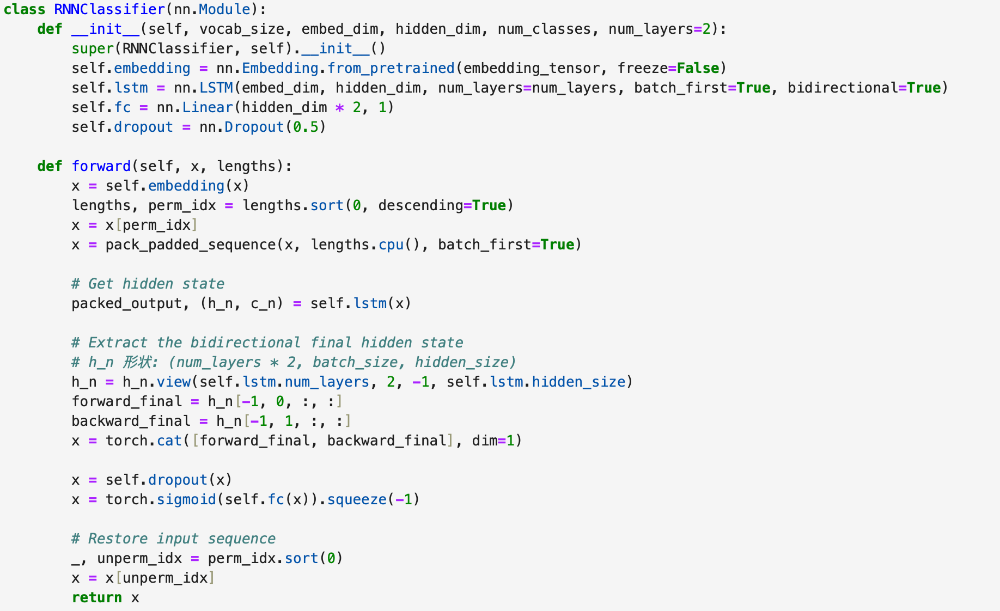 class RNNClassifier(nn.Module):
    def __init__(self, vocab_size, embed_dim, hidden_dim, num_classes, num_layers=2):
        super(RNNClassifier, self).__init__()
        self.embedding = nn.Embedding.from_pretrained(embedding_tensor, freeze=False)
        self.lstm = nn.LSTM(embed_dim, hidden_dim, num_layers=num_layers, batch_first=True, bidirectional=True)
        self.fc = nn.Linear(hidden_dim * 2, 1)
        self.dropout = nn.Dropout(0.5)

    def forward(self, x, lengths):
        x = self.embedding(x)
        lengths, perm_idx = lengths.sort(0, descending=True)
        x = x[perm_idx]
        x = pack_padded_sequence(x, lengths.cpu(), batch_first=True)

        # Get hidden state
        packed_output, (h_n, c_n) = self.lstm(x)

        # Extract the bidirectional final hidden state
        # h_n 形状: (num_layers * 2, batch_size, hidden_size)
        h_n = h_n.view(self.lstm.num_layers, 2, -1, self.lstm.hidden_size)
        forward_final = h_n[-1, 0, :, :]
        backward_final = h_n[-1, 1, :, :]
        x = torch.cat([forward_final, backward_final], dim=1)

        x = self.dropout(x)
        x = torch.sigmoid(self.fc(x)).squeeze(-1)

        # Restore input sequence
        _, unperm_idx = perm_idx.sort(0)
        x = x[unperm_idx]
        return x